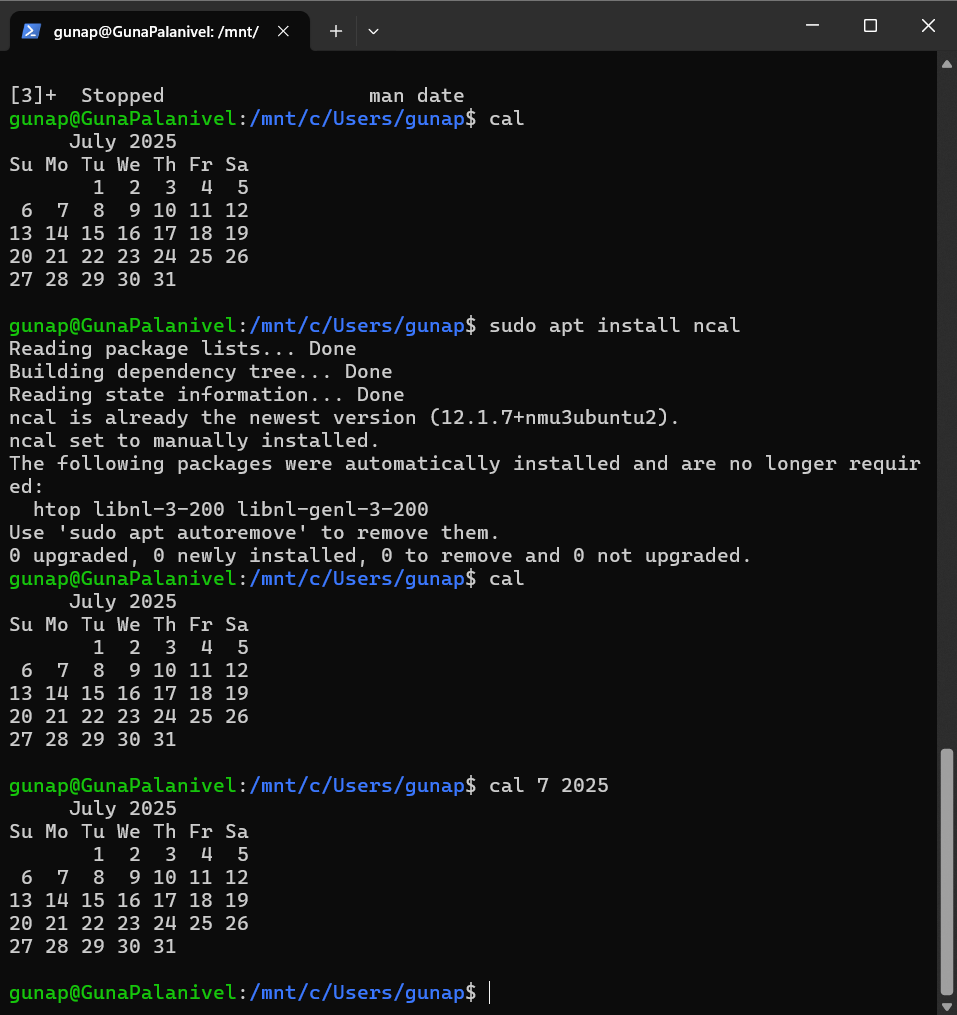 gunap@GunaPalanivel: /mnt/
[3]+  Stopped                 man date
gunap@GunaPalanivel:/mnt/c/Users/gunap$ cal
     July 2025
Su Mo Tu We Th Fr Sa
       1  2  3  4  5
 6  7  8  9 10 11 12
13 14 15 16 17 18 19
20 21 22 23 24 25 26
27 28 29 30 31
gunap@GunaPalanivel:/mnt/c/Users/gunap$ sudo apt install ncal
Reading package lists... Done
Building dependency tree... Done
Reading state information... Done
ncal is already the newest version (12.1.7+nmu3ubuntu2).
ncal set to manually installed.
The following packages were automatically installed and are no longer requir
ed:
  htop libnl-3-200 libnl-genl-3-200
Use 'sudo apt autoremove' to remove them.
0 upgraded, 0 newly installed, 0 to remove and 0 not upgraded.
gunap@GunaPalanivel:/mnt/c/Users/gunap$ cal
     July 2025
Su Mo Tu We Th Fr Sa
       1  2  3  4  5
 6  7  8  9 10 11 12
13 14 15 16 17 18 19
20 21 22 23 24 25 26
27 28 29 30 31
gunap@GunaPalanivel:/mnt/c/Users/gunap$ cal 7 2025
     July 2025
Su Mo Tu We Th Fr Sa
       1  2  3  4  5
 6  7  8  9 10 11 12
13 14 15 16 17 18 19
20 21 22 23 24 25 26
27 28 29 30 31
gunap@GunaPalanivel:/mnt/c/Users/gunap$